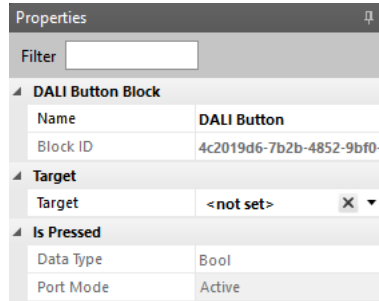 Properties
Filter
DALI Button Block
Name DALI Button
Block ID 4c2019d6-7b2b-4852-9bf0-
Target
Target <not set>
Is Pressed
Data Type Bool
Port Mode Active